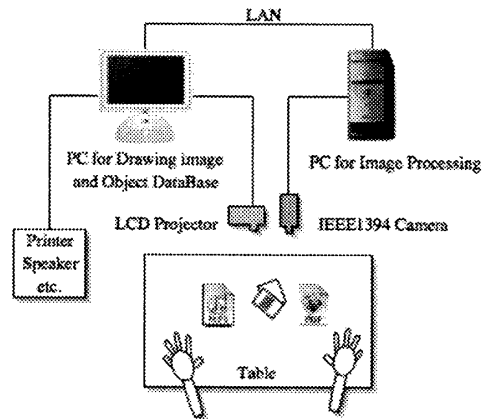 LAN
PC for Drawing image
and Object DataBase
PC for Image Processing
LCD Projector
IEEE1394 Camera
Printer
Speaker
etc.
PDF
Table